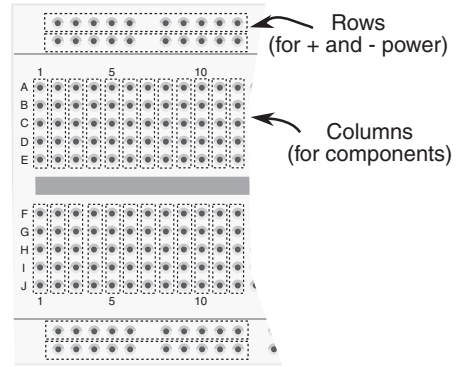 Rows
(for + and - power)
1 5 10
A
B
C
D
E
Columns
(for components)
F
G
H
I
J
1 5 10